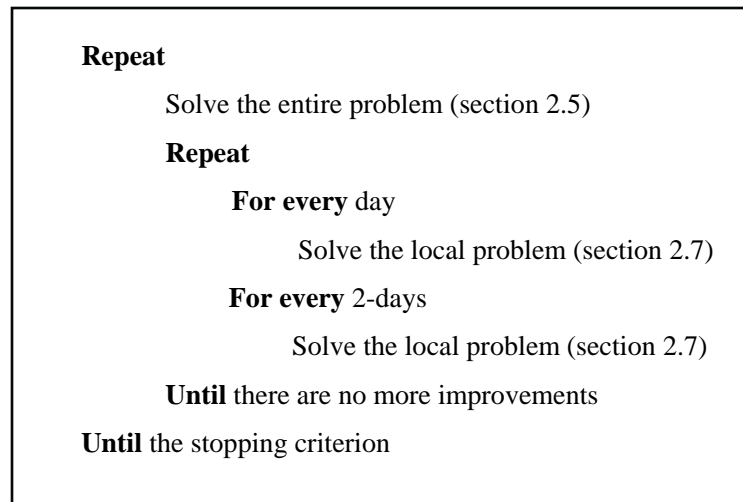 Repeat
Solve the entire problem (section 2.5)
Repeat
For every day
Solve the local problem (section 2.7)
For every 2-days
Solve the local problem (section 2.7)
Until there are no more improvements
Until the stopping criterion